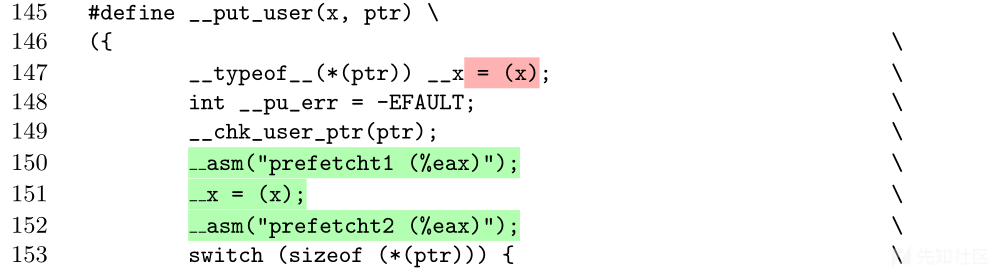 145 #define __put_user(x, ptr) \
146 ({ \
147 __typeof__(*(ptr)) __x = (x); \
148 int __pu_err = -EFAULT; \
149 __chk_user_ptr(ptr); \
150 __asm("prefetcht1 (%eax)"); \
151 __x = (x); \
152 __asm("prefetcht2 (%eax)"); \
153 switch (sizeof (*(ptr))) { \
先知社区